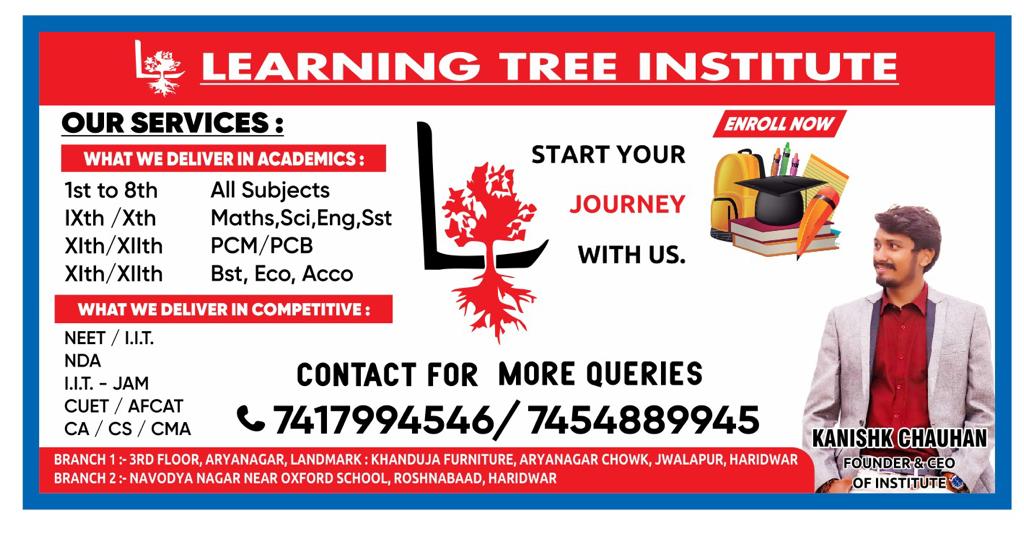 LEARNING TREE INSTITUTE
OUR SERVICES :
WHAT WE DELIVER IN ACADEMICS :
1st to 8th All Subjects
IXth /Xth Maths,Sci,Eng,Sst
XIth/XIIth PCM/PCB
XIth/XIIth Bst, Eco, Acco
WHAT WE DELIVER IN COMPETITIVE :
NEET / I.I.T.
NDA
I.I.T. - JAM
CUET / AFCAT
CA / CS / CMA
L
START YOUR
JOURNEY
WITH US.
ENROLL NOW
CONTACT FOR MORE QUERIES
7417994546/ 7454889945
KANISHK CHAUHAN
FOUNDER & CEO
OF INSTITUTE
BRANCH 1 :- 3RD FLOOR, ARYANAGAR, LANDMARK : KHANDUJA FURNITURE, ARYANAGAR CHOWK, JWALAPUR, HARIDWAR
BRANCH 2 :- NAVODYA NAGAR NEAR OXFORD SCHOOL, ROSHNABAAD, HARIDWAR